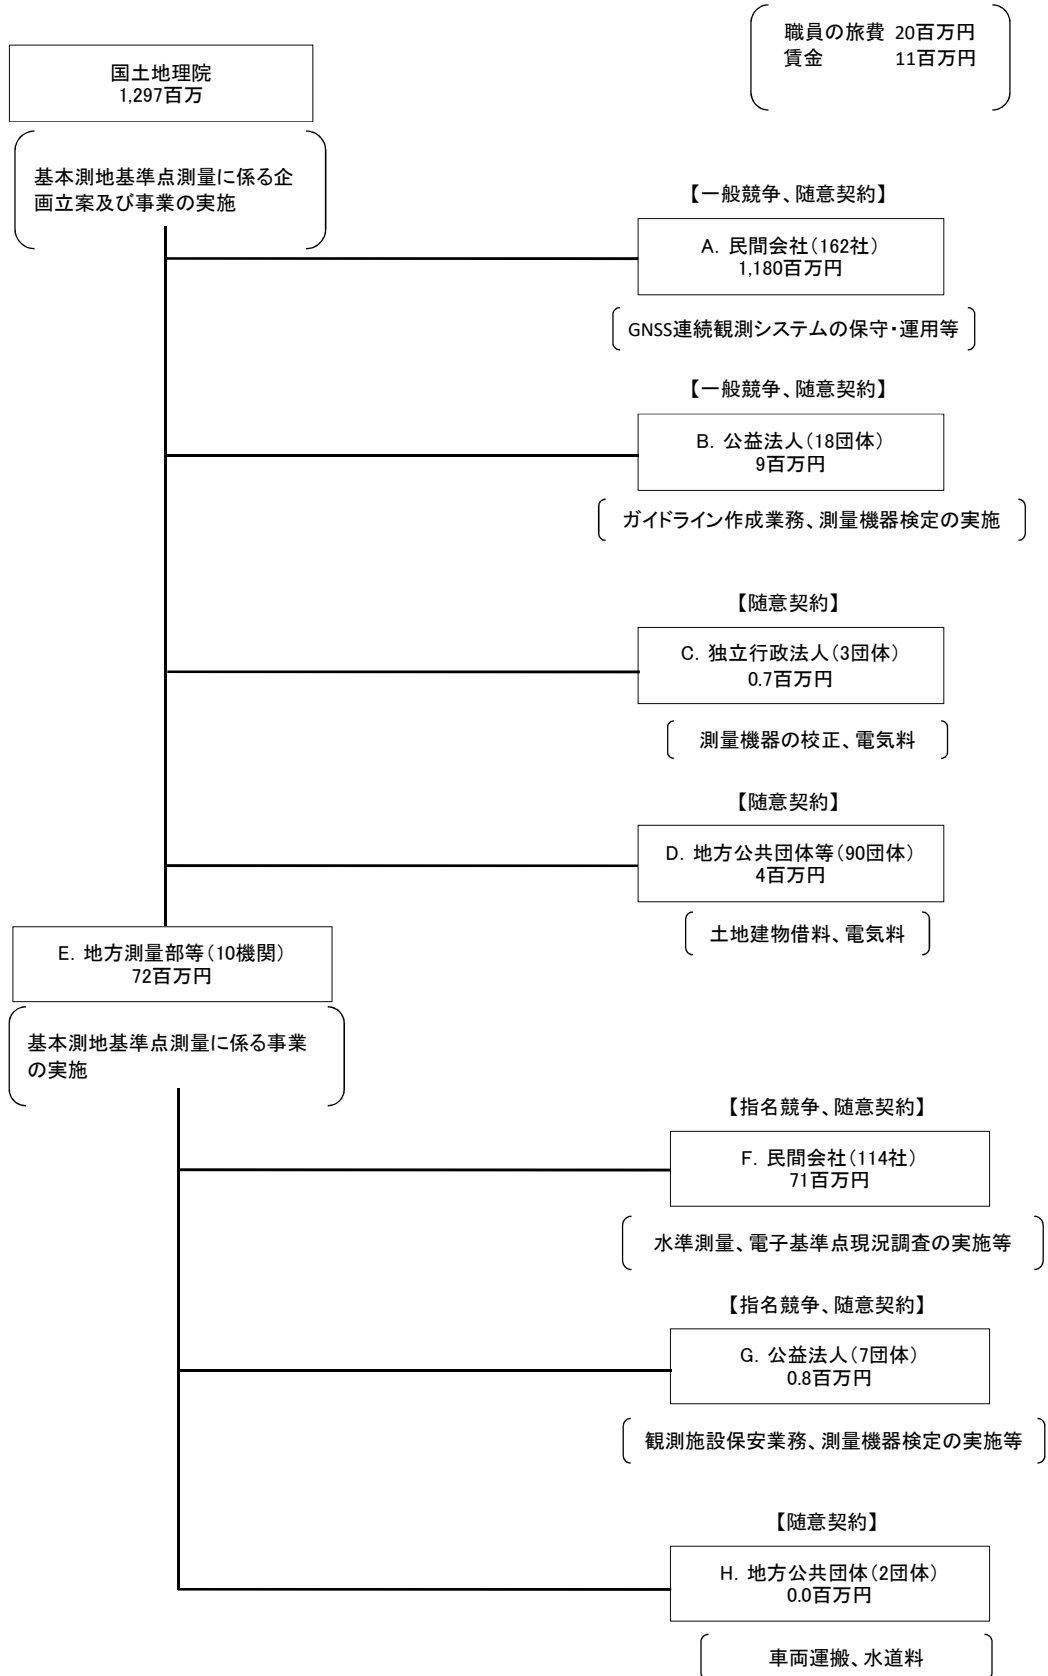 職員の旅費 20百万円
賃金 11百万円
国土地理院
1,297百万
基本測地基準点測量に係る企
画立案及び事業の実施
【一般競争、随意契約】
A. 民間会社(162社)
1,180百万円
GNSS連続観測システムの保守・運用等
【一般競争、随意契約】
B. 公益法人(18団体)
9百万円
ガイドライン作成業務、測量機器検定の実施
【随意契約】
C. 独立行政法人(3団体)
0.7百万円
測量機器の校正、電気料
【随意契約】
D. 地方公共団体等(90団体)
4百万円
土地建物借料、電気料
E. 地方測量部等(10機関)
72百万円
基本測地基準点測量に係る事業
の実施
【指名競争、随意契約】
F. 民間会社(114社)
71百万円
水準測量、電子基準点現況調査の実施等
【指名競争、随意契約】
G. 公益法人(7団体)
0.8百万円
観測施設保安業務、測量機器検定の実施等
【随意契約】
H. 地方公共団体(2団体)
0.0百万円
車両運搬、水道料